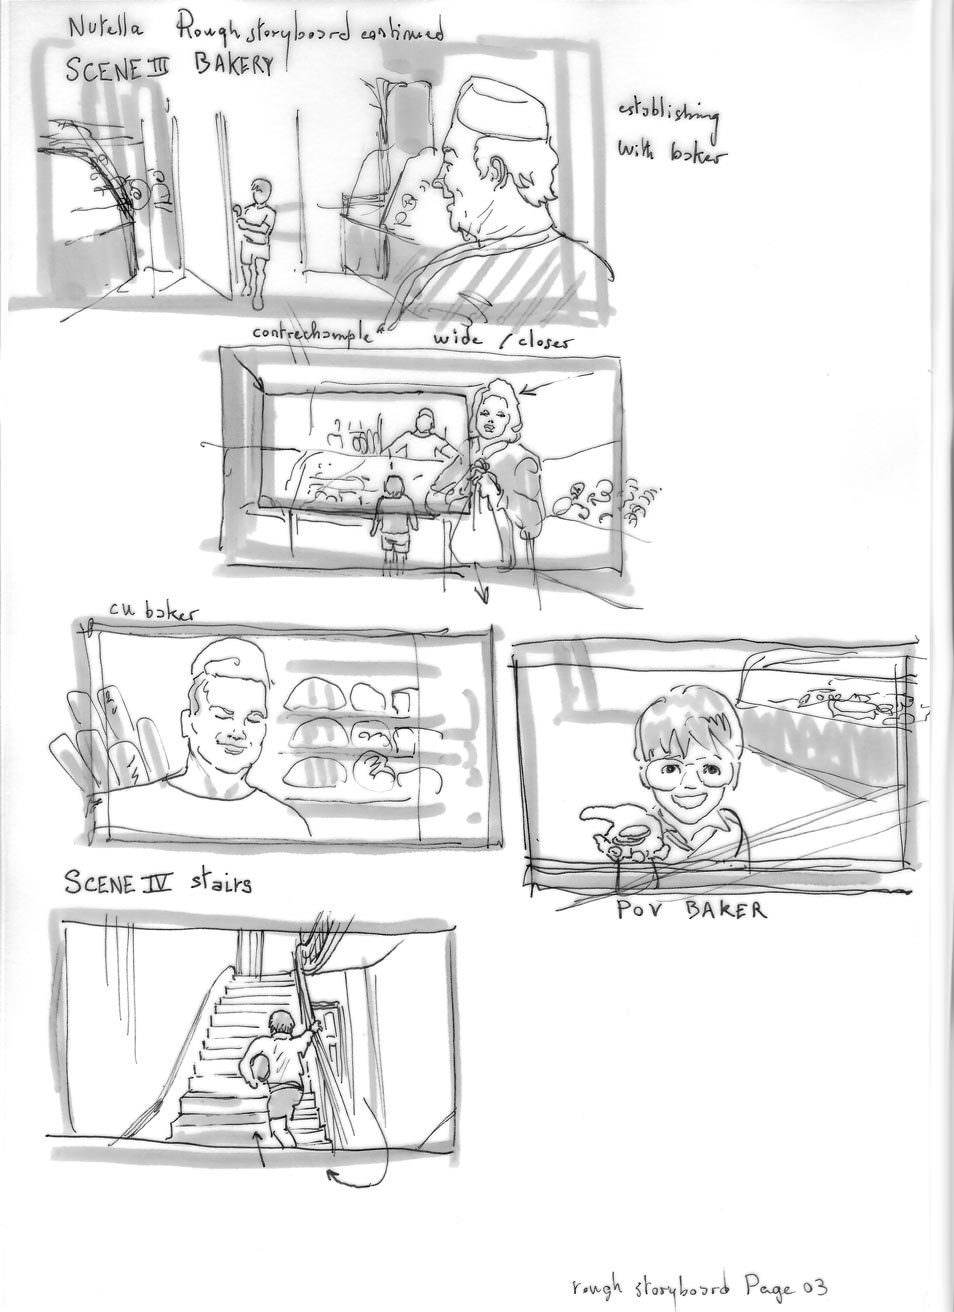 Nutella Rough storyboard continued
SCENE III BAKERY
establishing
with baker
contrechample
wide / closer
cu baker
POV BAKER
SCENE IV stairs
rough storyboard Page 03